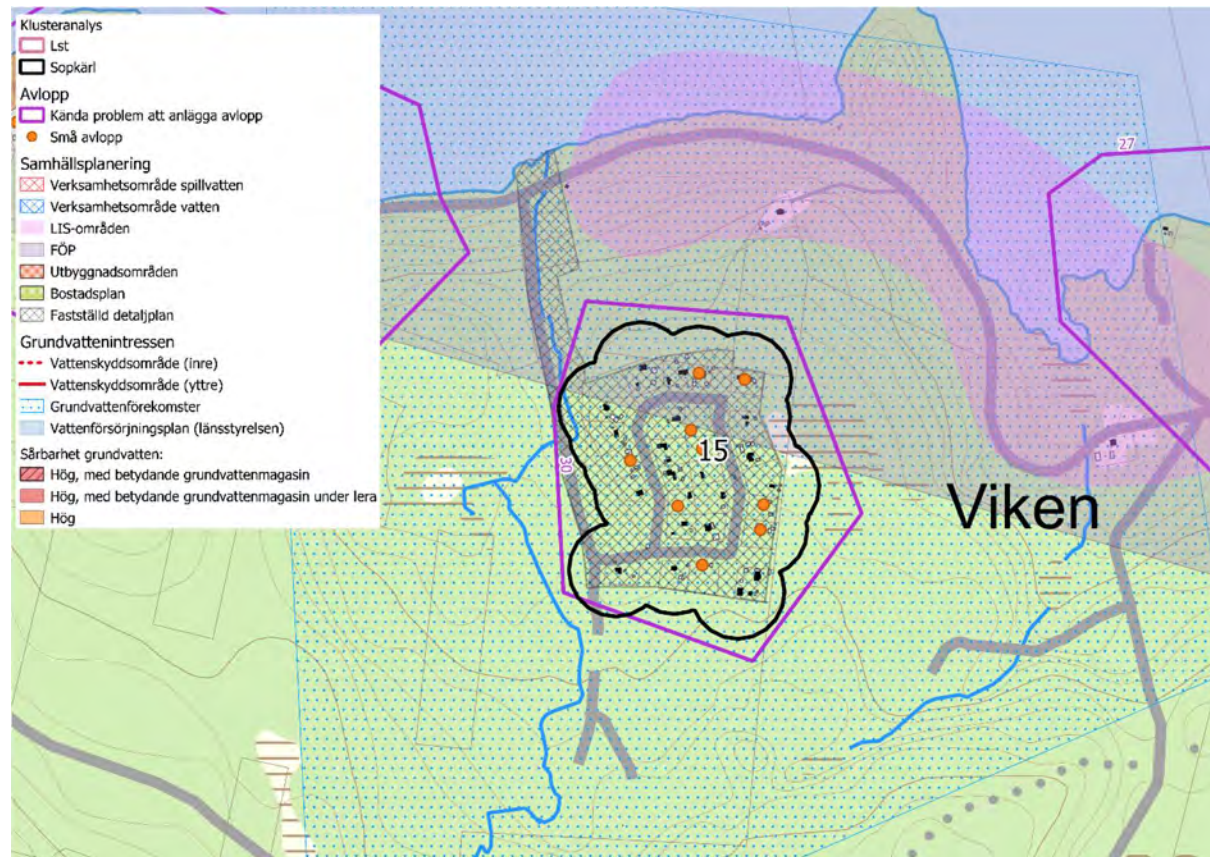 Klusteranalys
Lst
Sopkärl
Avlopp
Kända problem att anlägga avlopp
Små avlopp
Samhällsplanering
Verksamhetsområde spillvatten
Verksamhetsområde vatten
LIS-områden
FÖP
Utbyggnadsområden
Bostadsplan
Fastställd detaljplan
Grundvattenintressen
Vattenskyddsområde (inre)
Vattenskyddsområde (yttre)
Grundvattenförekomster
Vattenförsörjningsplan (länsstyrelsen)
Sårbarhet grundvatten:
Hög, med betydande grundvattenmagasin
Hög, med betydande grundvattenmagasin under lera
Hög
27
15
30
Viken